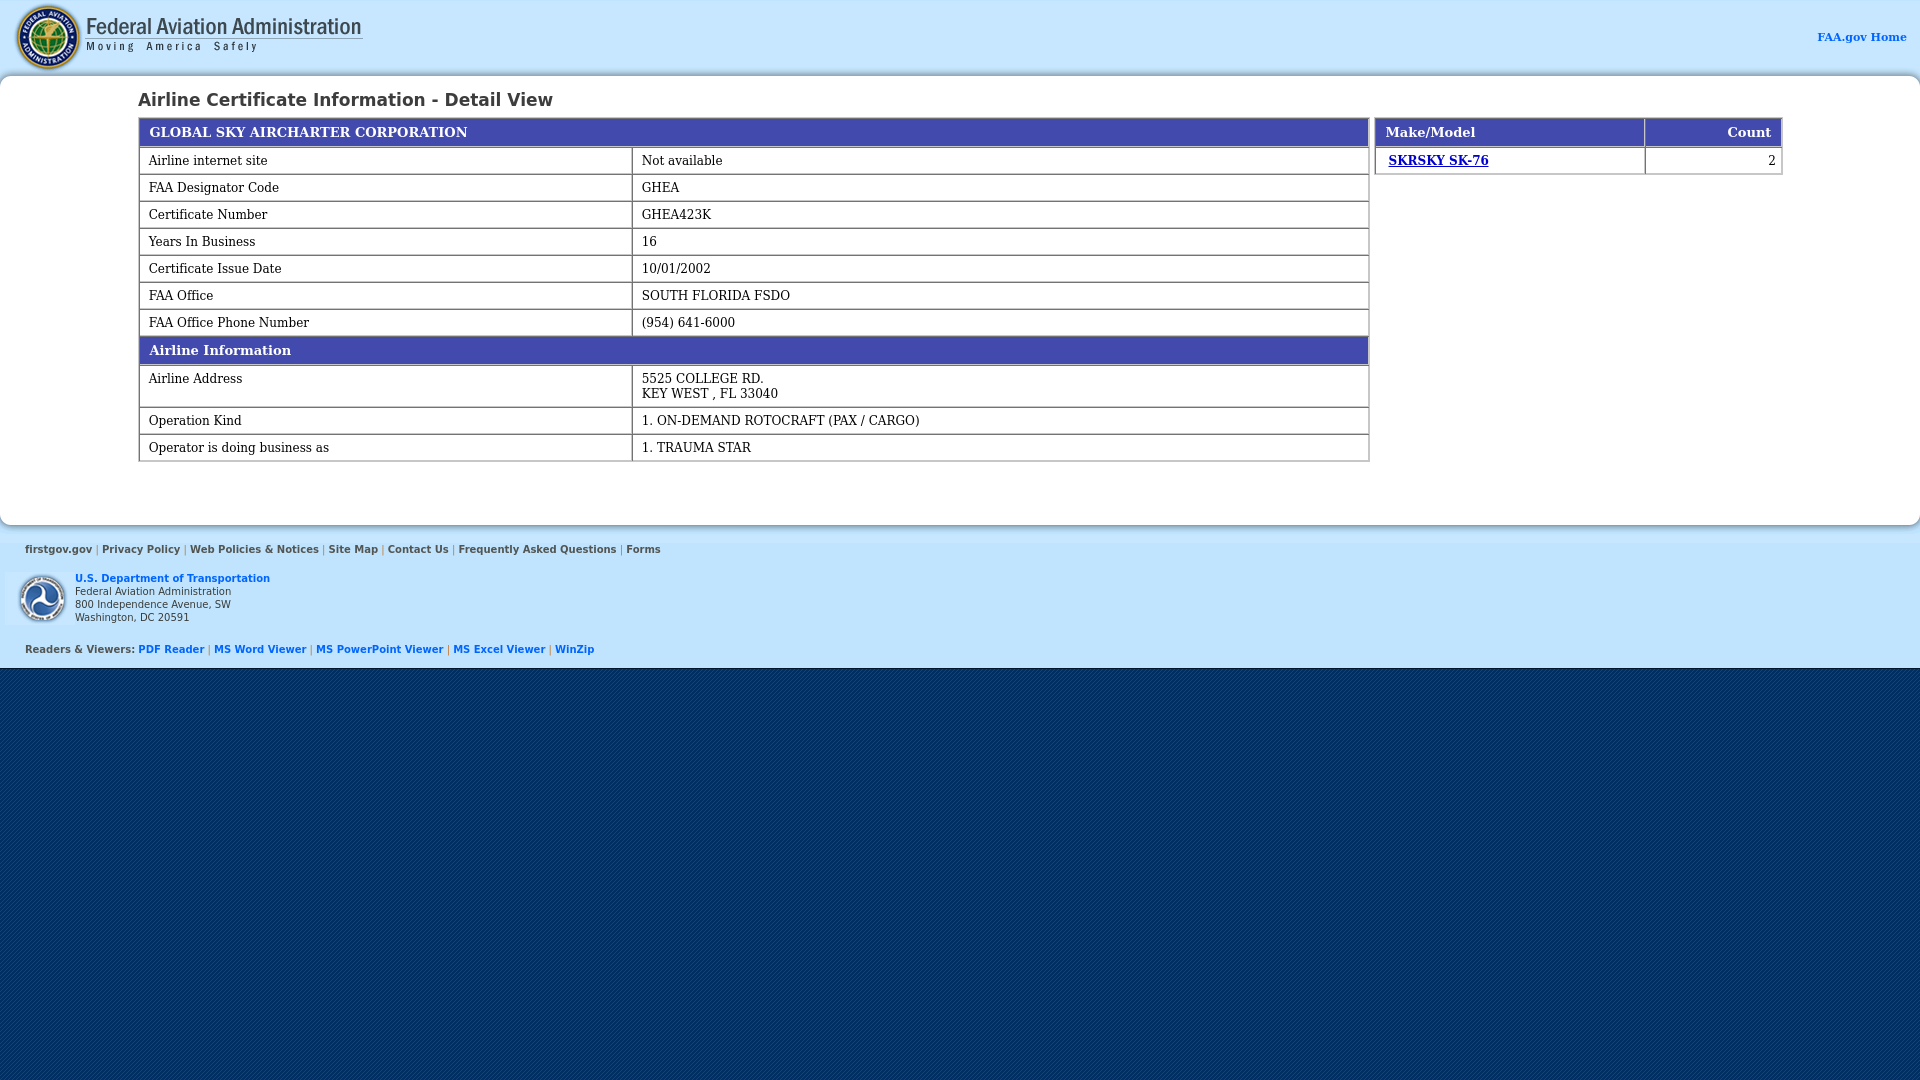 Federal Aviation Administration
Moving America Safely
FAA.gov Home
Airline Certificate Information - Detail View
GLOBAL SKY AIRCHARTER CORPORATION
Airline internet site Not available
FAA Designator Code GHEA
Certificate Number GHEA423K
Years In Business 16
Certificate Issue Date 10/01/2002
FAA Office SOUTH FLORIDA FSDO
FAA Office Phone Number (954) 641-6000
Airline Information
Airline Address 5525 COLLEGE RD.
KEY WEST , FL 33040
Operation Kind 1. ON-DEMAND ROTOCRAFT (PAX / CARGO)
Operator is doing business as 1. TRAUMA STAR
Make/Model Count
SKRSKY SK-76 2
firstgov.gov | Privacy Policy | Web Policies & Notices | Site Map | Contact Us | Frequently Asked Questions | Forms
U.S. Department of Transportation
Federal Aviation Administration
800 Independence Avenue, SW
Washington, DC 20591
Readers & Viewers: PDF Reader | MS Word Viewer | MS PowerPoint Viewer | MS Excel Viewer | WinZip